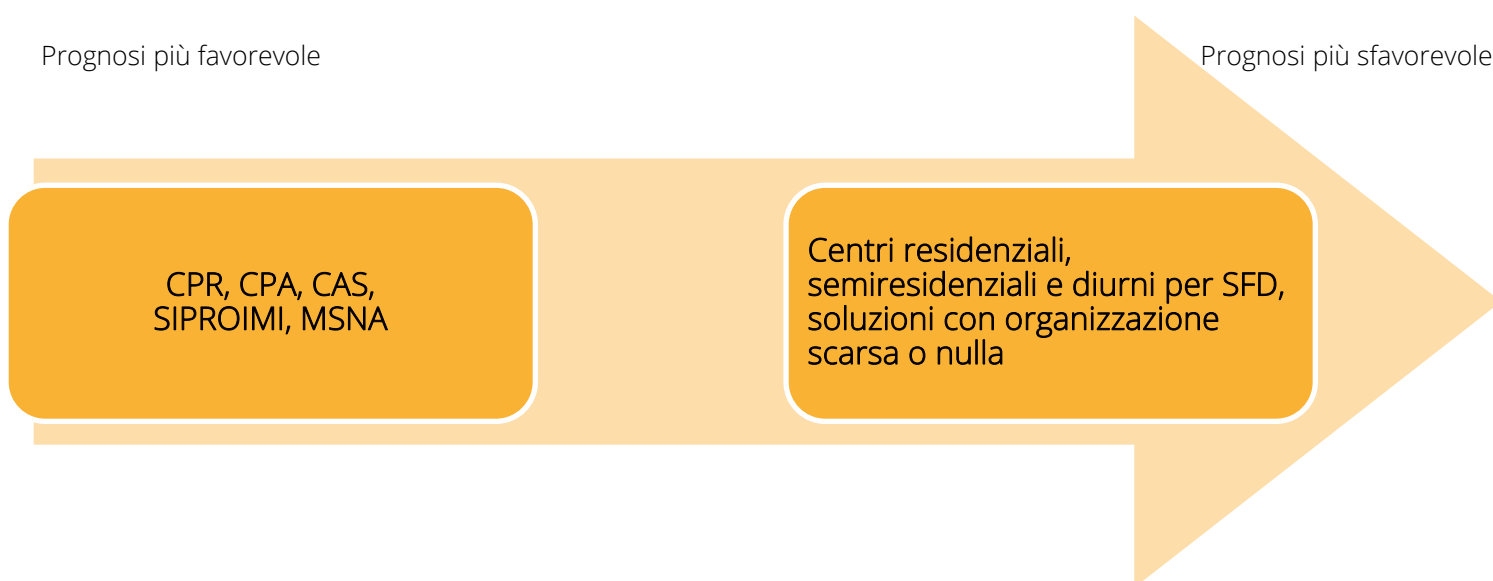 Prognosi più favorevole
Prognosi più sfavorevole
CPR, CPA, CAS,
SIPROIMI, MSNA
Centri residenziali,
semiresidenziali e diurni per SFD,
soluzioni con organizzazione
scarsa o nulla